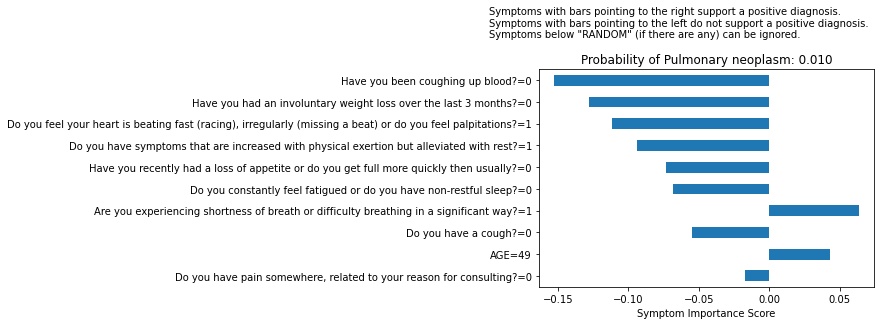 Symptoms with bars pointing to the right support a positive diagnosis.
Symptoms with bars pointing to the left do not support a positive diagnosis.
Symptoms below "RANDOM" (if there are any) can be ignored.
Probability of Pulmonary neoplasm: 0.010
Have you been coughing up blood?=0
Have you had an involuntary weight loss over the last 3 months?=0
Do you feel your heart is beating fast (racing), irregularly (missing a beat) or do you feel palpitations?=1
Do you have symptoms that are increased with physical exertion but alleviated with rest?=1
Have you recently had a loss of appetite or do you get full more quickly then usually?=0
Do you constantly feel fatigued or do you have non-restful sleep?=0
Are you experiencing shortness of breath or difficulty breathing in a significant way?=1
Do you have a cough?=0
AGE=49
Do you have pain somewhere, related to your reason for consulting?=0
−0.15 −0.10 −0.05 0.00 0.05
Symptom Importance Score